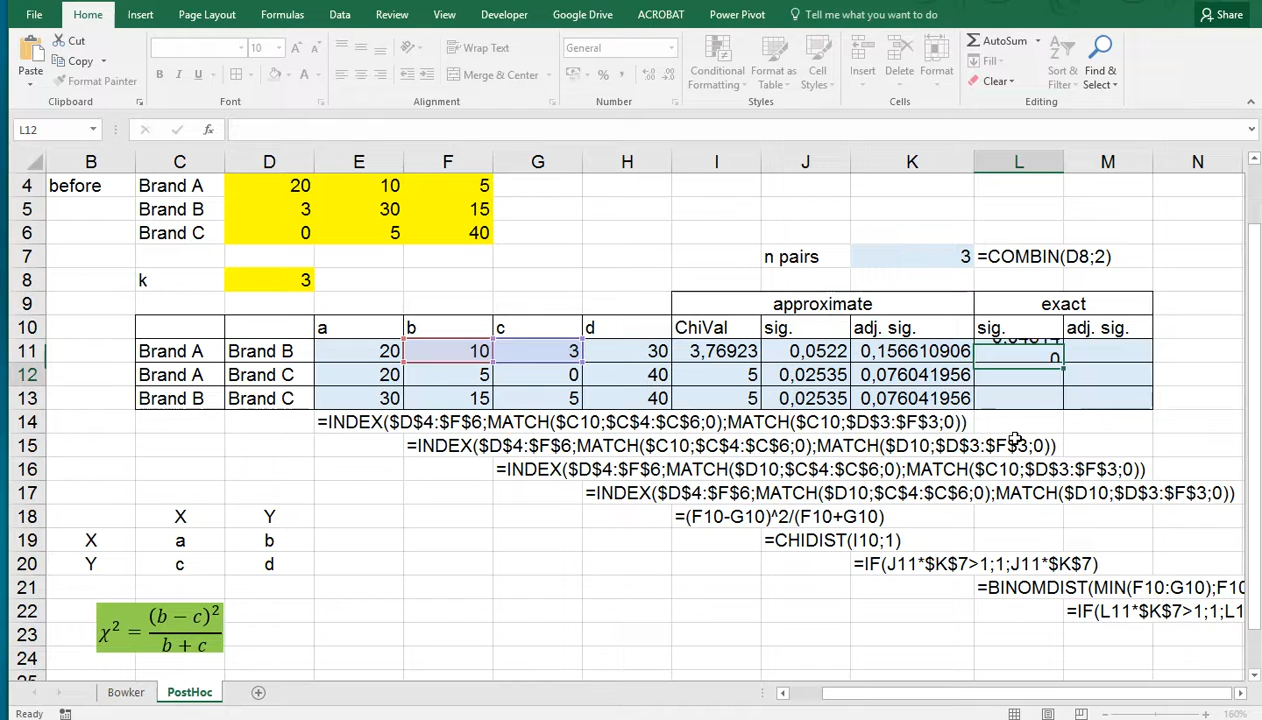 File Home Insert Page Layout Formulas Data Review View Developer Google Drive ACROBAT Power Pivot Tell me what you want to do Share
Paste Cut Copy Format Painter
10 A A B I U A
Wrap Text Merge & Center
General %
Conditional Formatting Format as Table Cell Styles
Insert Delete Format
AutoSum Fill Clear Sort & Filter Find & Select
Clipboard Font Alignment Number Styles Cells Editing
L12 fx
B C D E F G H I J K L M N
4 before Brand A 20 10 5
5 Brand B 3 30 15
6 Brand C 0 5 40
7 n pairs 3 =COMBIN(D8;2)
8 k 3
9 approximate exact
10 a b c d ChiVal sig. adj. sig. sig. adj. sig.
11 Brand A Brand B 20 10 3 30 3,76923 0,0522 0,156610906 0
12 Brand A Brand C 20 5 0 40 5 0,02535 0,076041956
13 Brand B Brand C 30 15 5 40 5 0,02535 0,076041956
14 =INDEX($D$4:$F$6;MATCH($C10;$C$4:$C$6;0);MATCH($C10;$D$3:$F$3;0))
15 =INDEX($D$4:$F$6;MATCH($C10;$C$4:$C$6;0);MATCH($D10;$D$3:$F$3;0))
16 =INDEX($D$4:$F$6;MATCH($D10;$C$4:$C$6;0);MATCH($C10;$D$3:$F$3;0))
17 =INDEX($D$4:$F$6;MATCH($D10;$C$4:$C$6;0);MATCH($D10;$D$3:$F$3;0))
18 X Y =(F10-G10)^2/(F10+G10)
19 X a b =CHIDIST(I10;1)
20 Y c d =IF(J11*$K$7>1;1;J11*$K$7)
21 =BINOMDIST(MIN(F10:G10);F10
22 =IF(L11*$K$7>1;1;L1
23 χ² = (b − c)² / b + c
24
25
Bowker PostHoc
Ready 160%